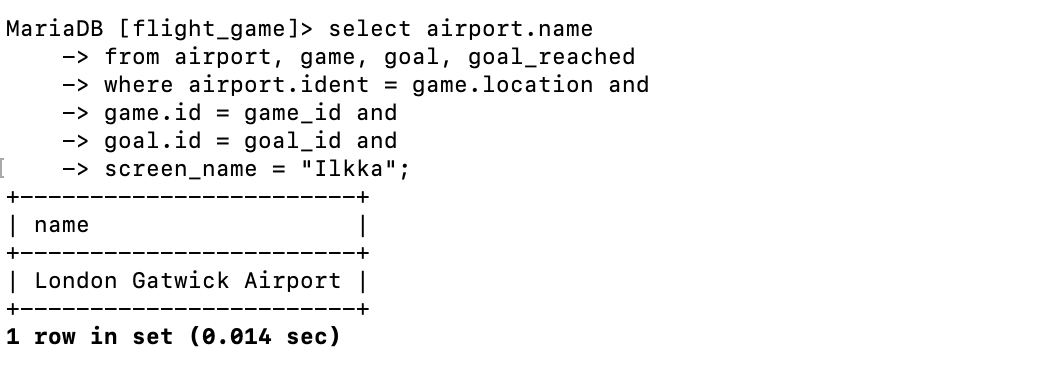 MariaDB [flight_game]> select airport.name
    -> from airport, game, goal, goal_reached
    -> where airport.ident = game.location and
    -> game.id = game_id and
    -> goal.id = goal_id and
    -> screen_name = "Ilkka";
+------------------------+
| name                   |
+------------------------+
| London Gatwick Airport |
+------------------------+
1 row in set (0.014 sec)